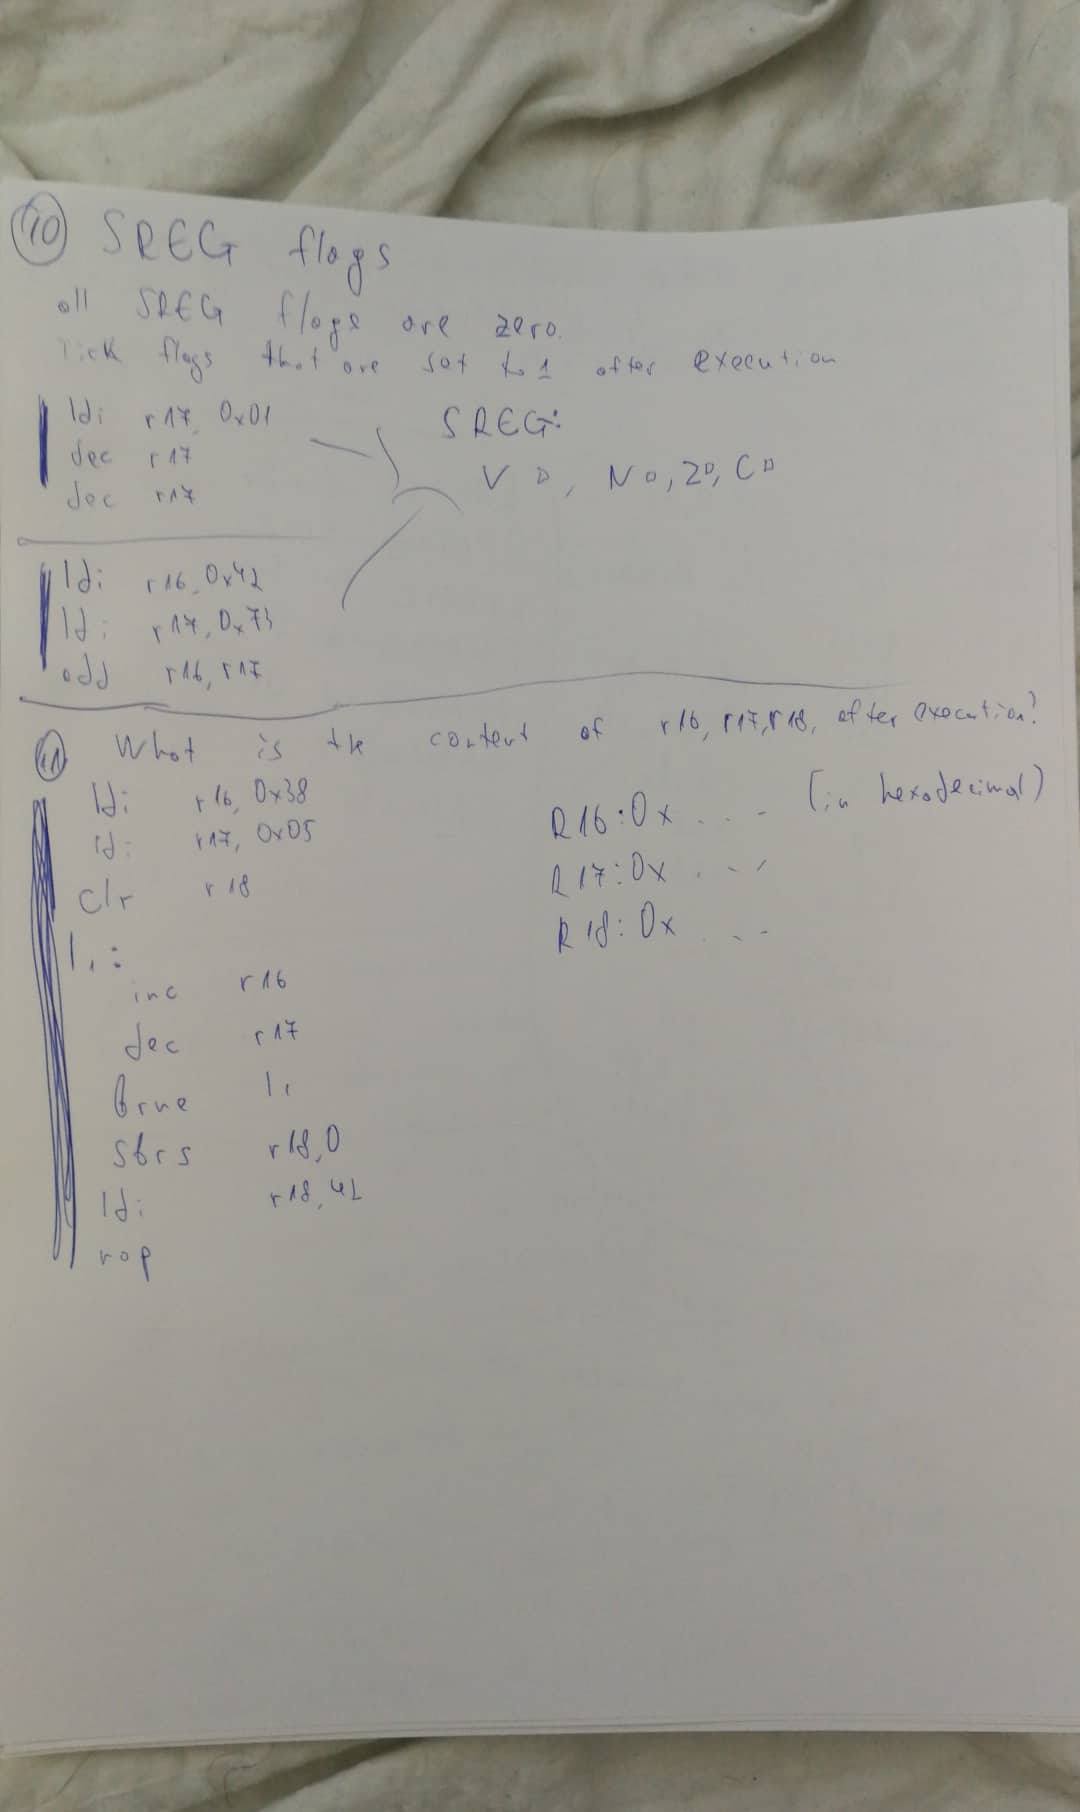 10 SREG flags
all SREG flags are zero.
Tick flags that are set to 1 after execution
ldi r17, 0x01
dec r17
dec r17
SREG:
V □, N □, Z □, C □
ldi r16, 0x42
ldi r17, 0x73
add r16, r17
11 What is the content of r16, r17, r18, after execution?
(in hexadecimal)
ldi r16, 0x38
ldi r17, 0x05
clr r18
l1:
inc r16
dec r17
brne l1
sbrs r18, 0
ldi r18, 42
nop
R16: 0x ...
R17: 0x ...
R18: 0x ...